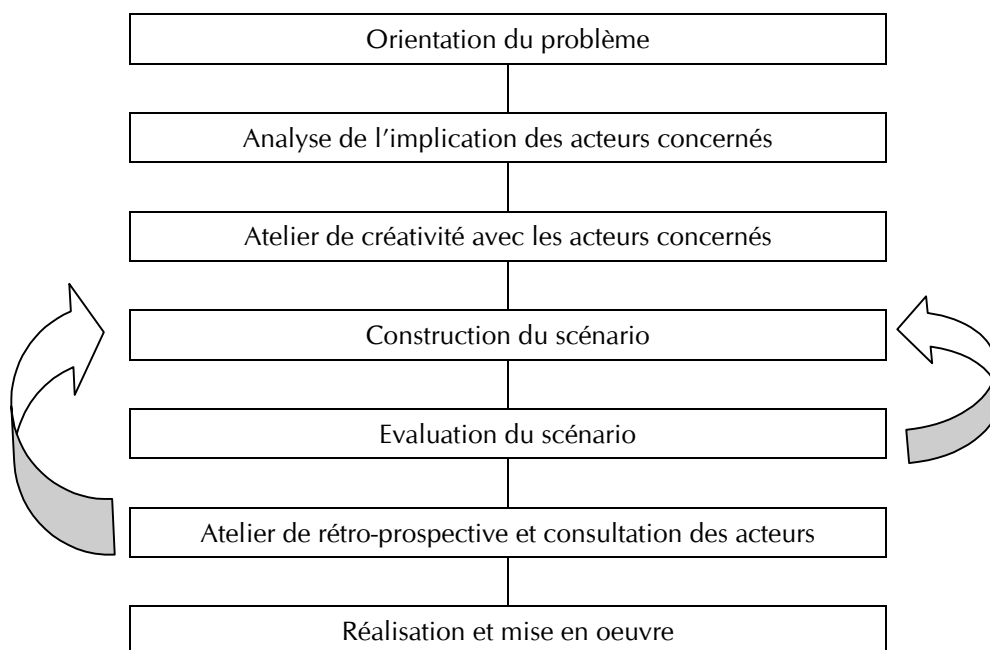 Orientation du problème
Analyse de l'implication des acteurs concernés
Atelier de créativité avec les acteurs concernés
Construction du scénario
Evaluation du scénario
Atelier de rétro-prospective et consultation des acteurs
Réalisation et mise en oeuvre